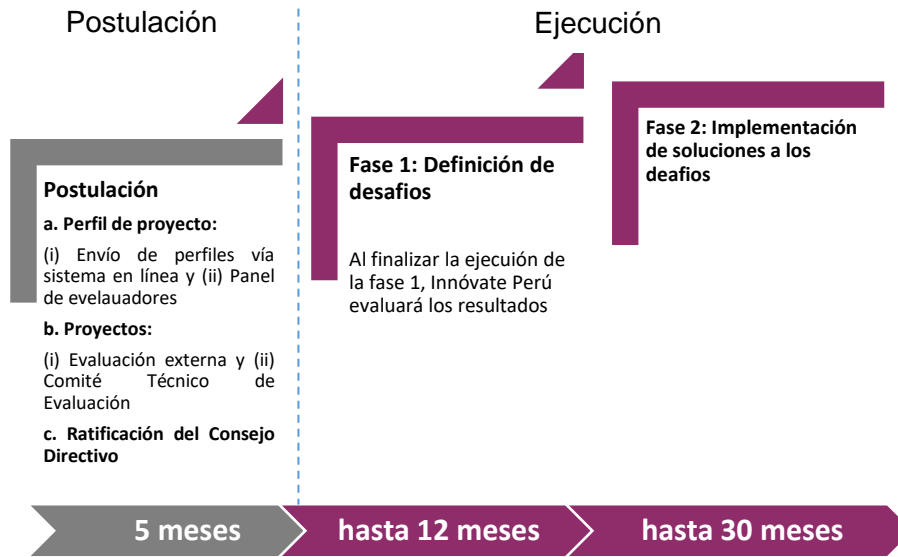 Postulación
Ejecución
Postulación
a. Perfil de proyecto:
(i) Envío de perfiles vía
sistema en línea y (ii) Panel
de evelauadores
b. Proyectos:
(i) Evaluación externa y (ii)
Comité Técnico de
Evaluación
c. Ratificación del Consejo
Directivo
Fase 1: Definición de
desafios
Al finalizar la ejecuión de
la fase 1, Innóvate Perú
evaluará los resultados
Fase 2: Implementación
de soluciones a los
deafios
5 meses
hasta 12 meses
hasta 30 meses